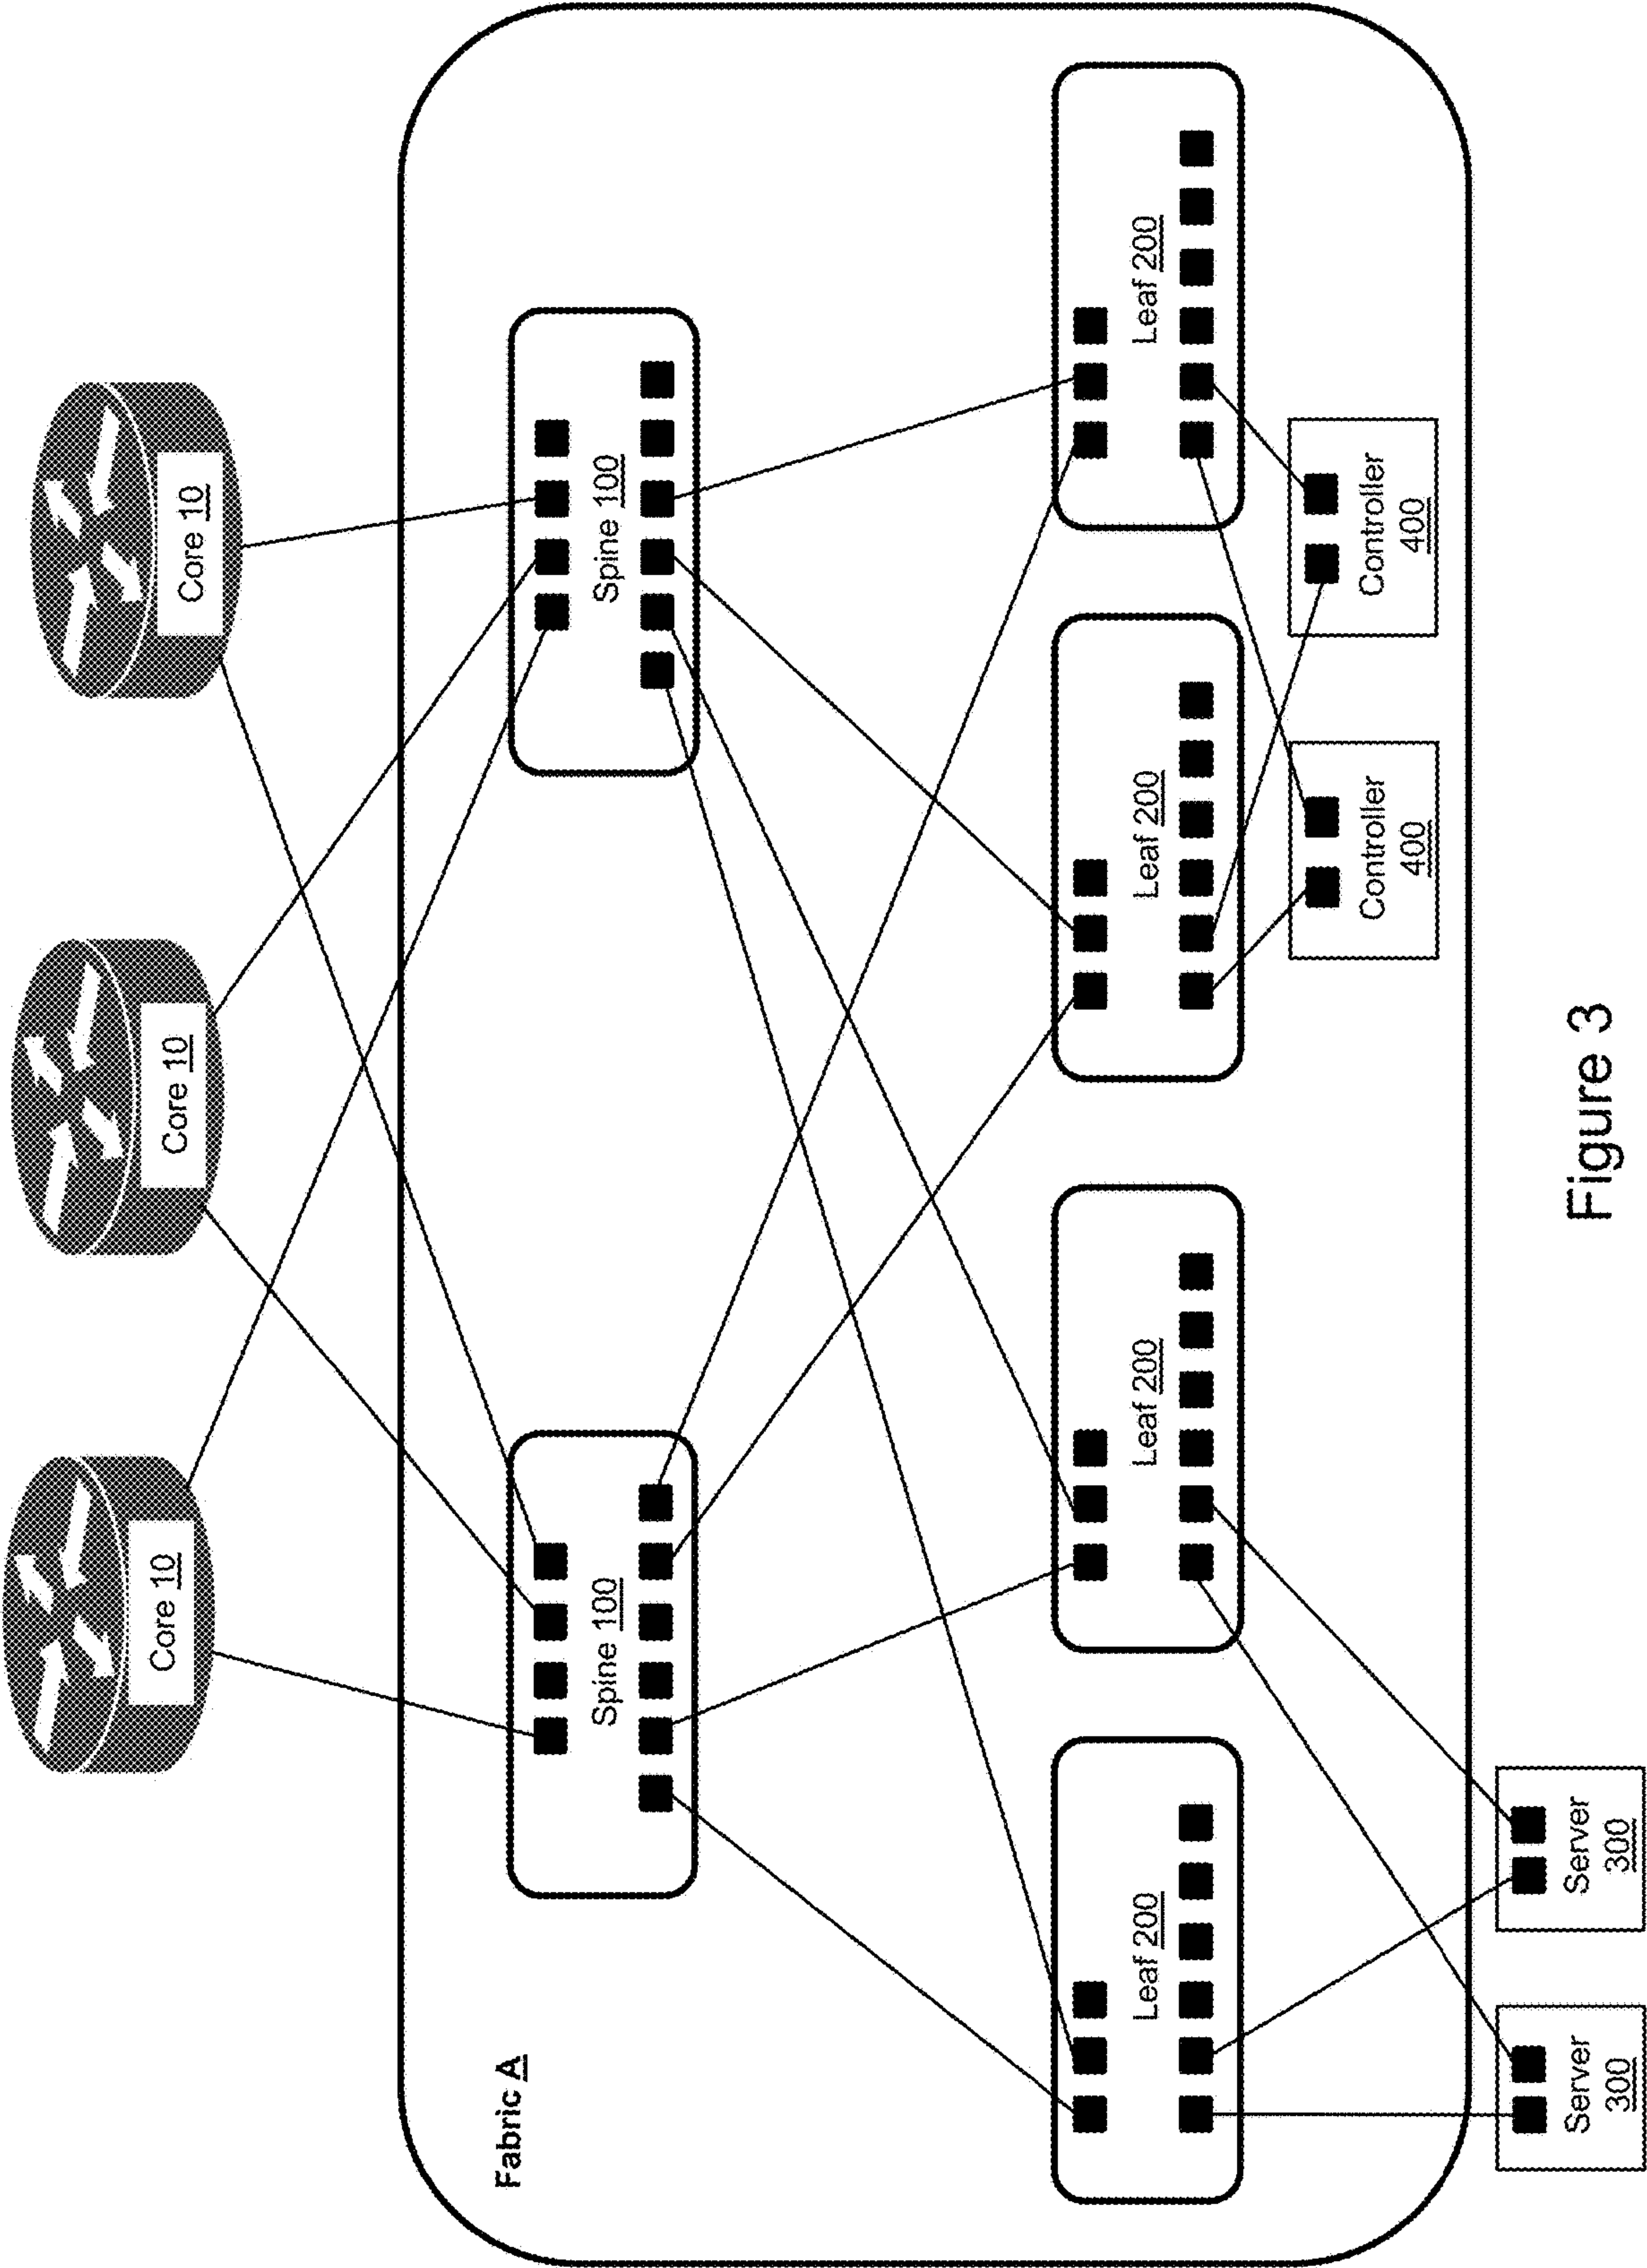 Core 10
Core 10
Core 10
Fabric A
Spine 100
Spine 100
Leaf 200
Leaf 200
Leaf 200
Leaf 200
Controller
400
Controller
400
Server
300
Server
300
Figure 3